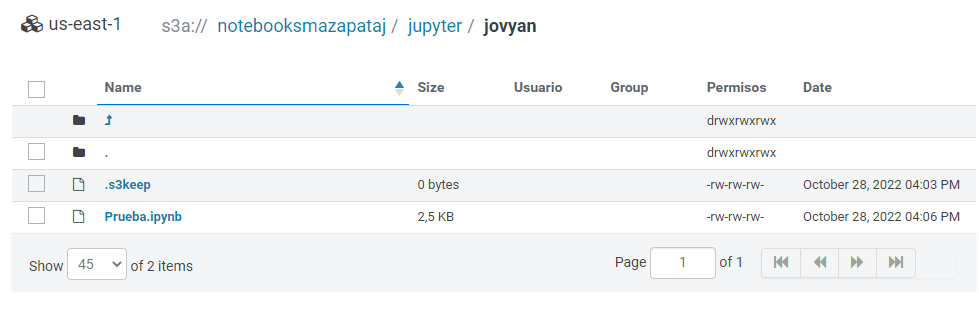 us-east-1 s3a:// notebooksmazapataj / jupyter / jovyan
Name Size Usuario Group Permisos Date
drwxrwxrwx
. drwxrwxrwx
.s3keep 0 bytes -rw-rw-rw- October 28, 2022 04:03 PM
Prueba.ipynb 2,5 KB -rw-rw-rw- October 28, 2022 04:06 PM
Show 45 of 2 items Page 1 of 1